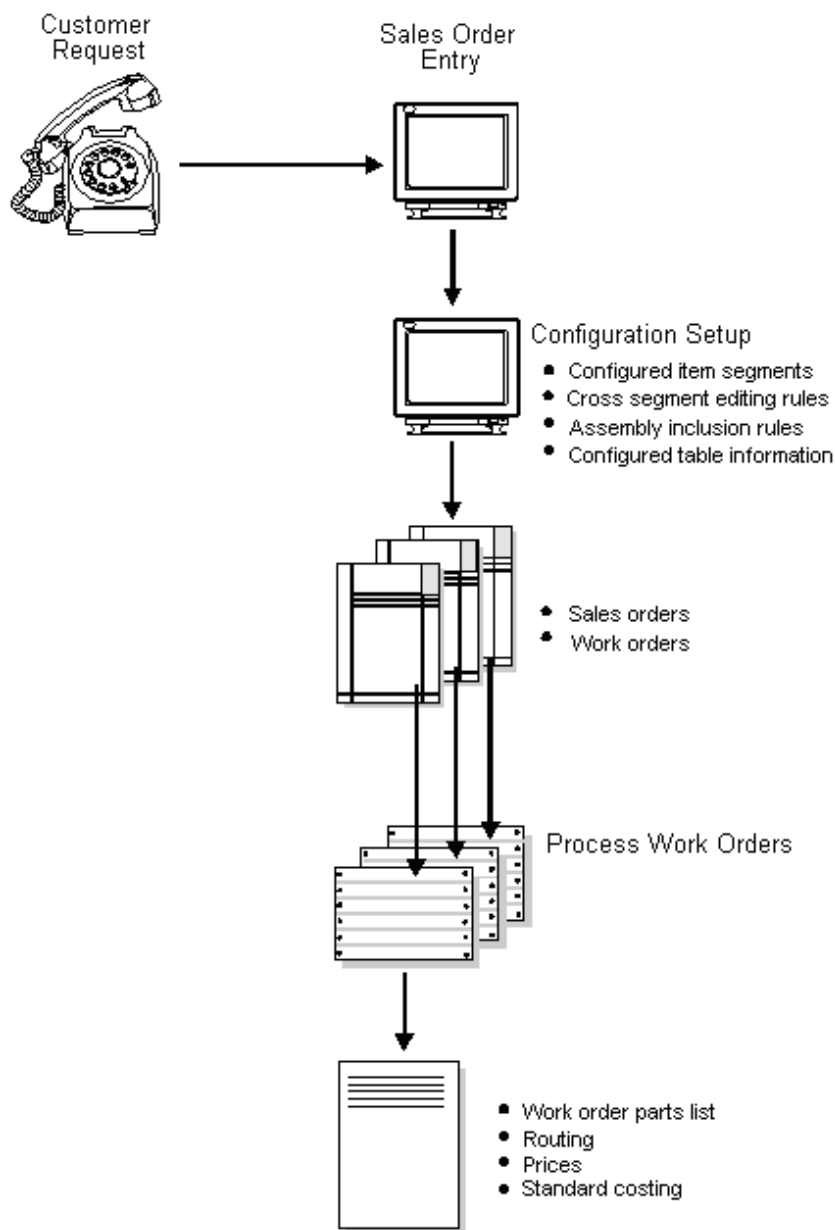 Customer
Request
Sales Order
Entry
Configuration Setup
Configured item segments
Cross segment editing rules
Assembly inclusion rules
Configured table information
Sales orders
Work orders
Process Work Orders
Work order parts list
Routing
Prices
Standard costing